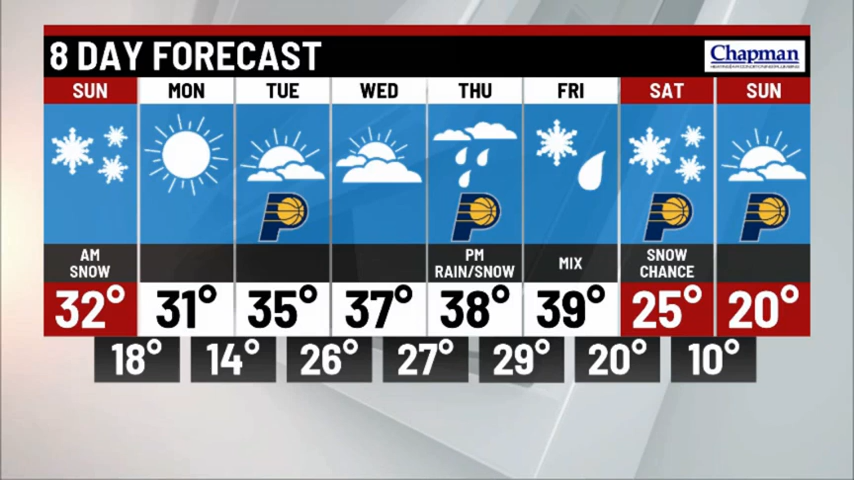 8 DAY FORECAST
Chapman
SUN MON TUE WED THU FRI SAT SUN
AM
SNOW
PM
RAIN/SNOW
MIX
SNOW
CHANCE
32° 31° 35° 37° 38° 39° 25° 20°
18° 14° 26° 27° 29° 20° 10°